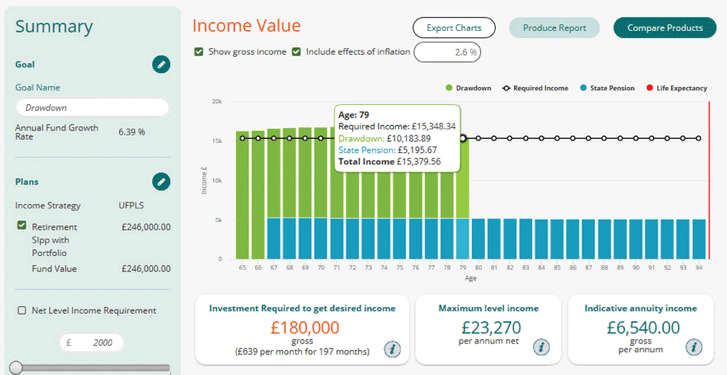 Summary
Goal
Goal Name
Drawdown
Annual Fund Growth
Rate
6.39 %
Plans
Income Strategy
UFPLS
Retirement
SIpp with
Portfolio
£246,000.00
Fund Value
£246,000.00
Net Level Income Requirement
£ 2000
Income Value
Export Charts
Produce Report
Compare Products
Show gross income
Include effects of inflation
2.6 %
Drawdown
Required Income
State Pension
Life Expectancy
20k
15k
10k
5k
0
Income £
Age: 79
Required Income: £15,348.34
Drawdown: £10,183.89
State Pension: £5,195.67
Total Income £15,379.56
65 66 67 68 69 70 71 72 73 74 75 76 77 78 79 80 81 82 83 84 85 86 87 88 89 90 91 92 93 94
Age
Investment Required to get desired income
£180,000
gross
(£639 per month for 197 months)
i
Maximum level income
£23,270
per annum net
i
Indicative annuity income
£6,540.00
gross
per annum
i